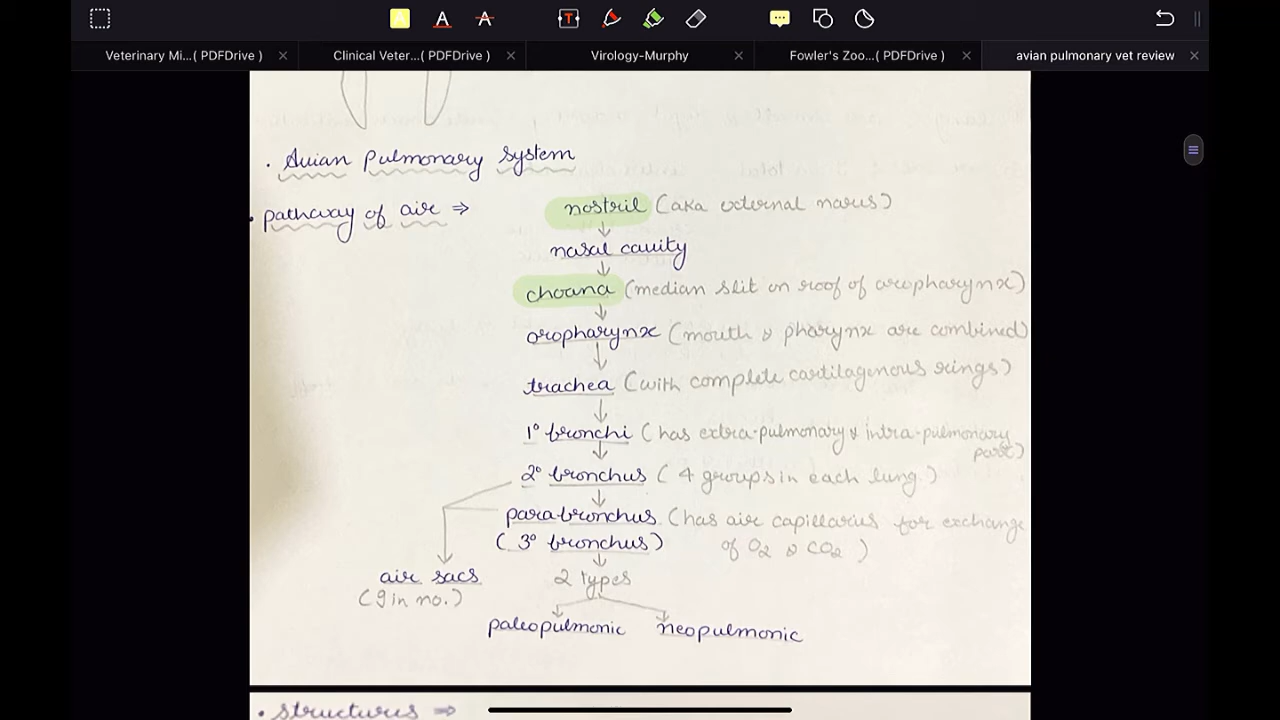 T
Veterinary Mi...( PDFDrive )
Clinical Veter...( PDFDrive )
Virology-Murphy
Fowler's Zoo...( PDFDrive )
avian pulmonary vet review
• Avian Pulmonary System
• pathway of air ⇒
nostril (aka external narus)
nasal cavity
choana (median slit on roof of oropharynx)
oropharynx (mouth & pharynx are combined)
trachea (with complete cartilagenous rings)
1° bronchi (has extra-pulmonary & intra-pulmonary
part)
2° bronchus (4 groups in each lung)
parabronchus (has air capillarius for exchange
(3° bronchus) of O2 & CO2)
air sacs 2 types
(9 in no.)
paleopulmonic neopulmonic
• structures ⇒